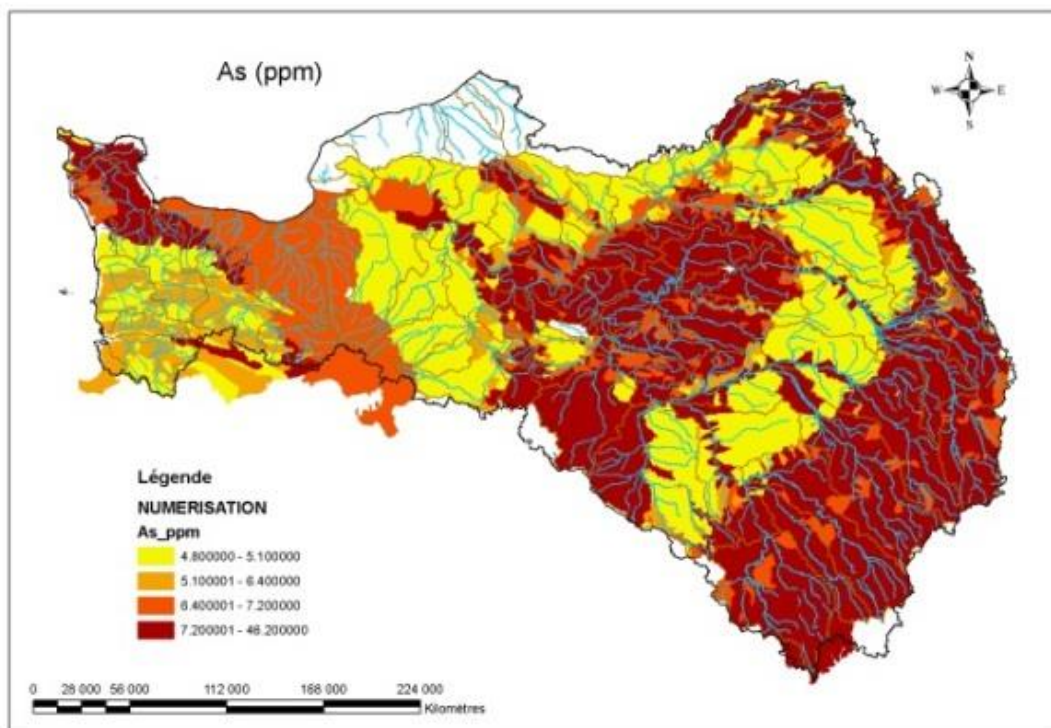 As (ppm)
N
W E
S
Légende
NUMERISATION
As_ppm
4.800000 - 5.100000
5.100001 - 6.400000
6.400001 - 7.200000
7.200001 - 46.200000
0 28 000 56 000 112 000 168 000 224 000
Kilomètres